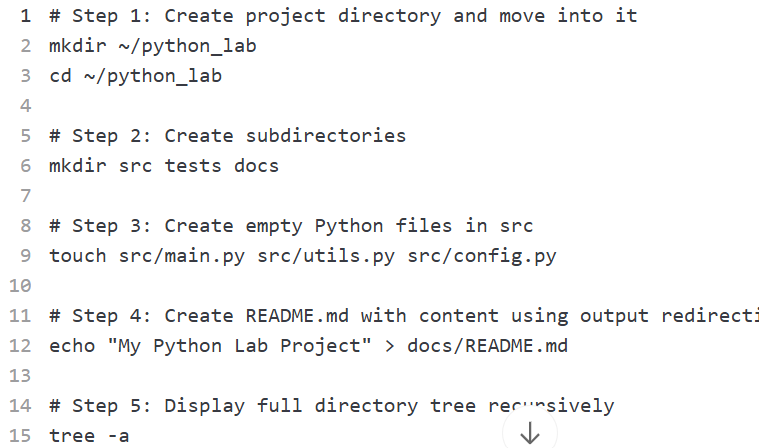 1 # Step 1: Create project directory and move into it
2 mkdir ~/python_lab
3 cd ~/python_lab
4
5 # Step 2: Create subdirectories
6 mkdir src tests docs
7
8 # Step 3: Create empty Python files in src
9 touch src/main.py src/utils.py src/config.py
10
11 # Step 4: Create README.md with content using output redirecti
12 echo "My Python Lab Project" > docs/README.md
13
14 # Step 5: Display full directory tree recursively
15 tree -a